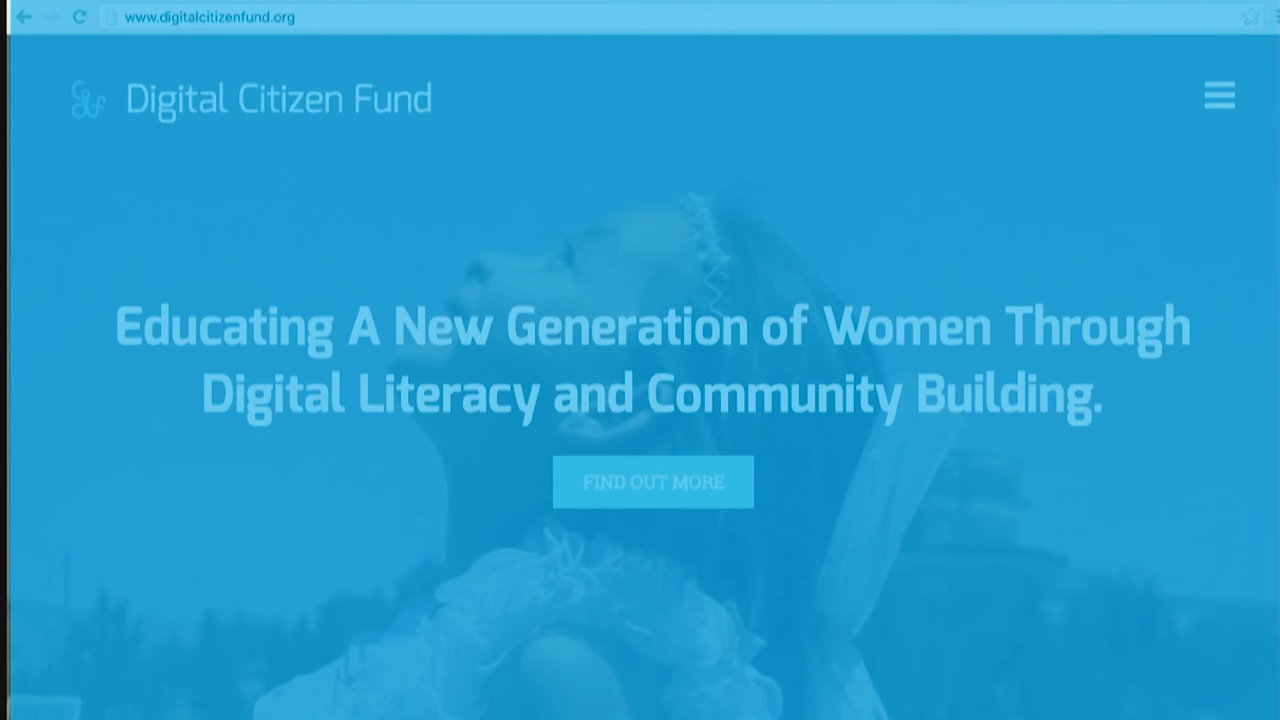 www.digitalcitizenfund.org
Digital Citizen Fund
Educating A New Generation of Women Through
Digital Literacy and Community Building.
FIND OUT MORE